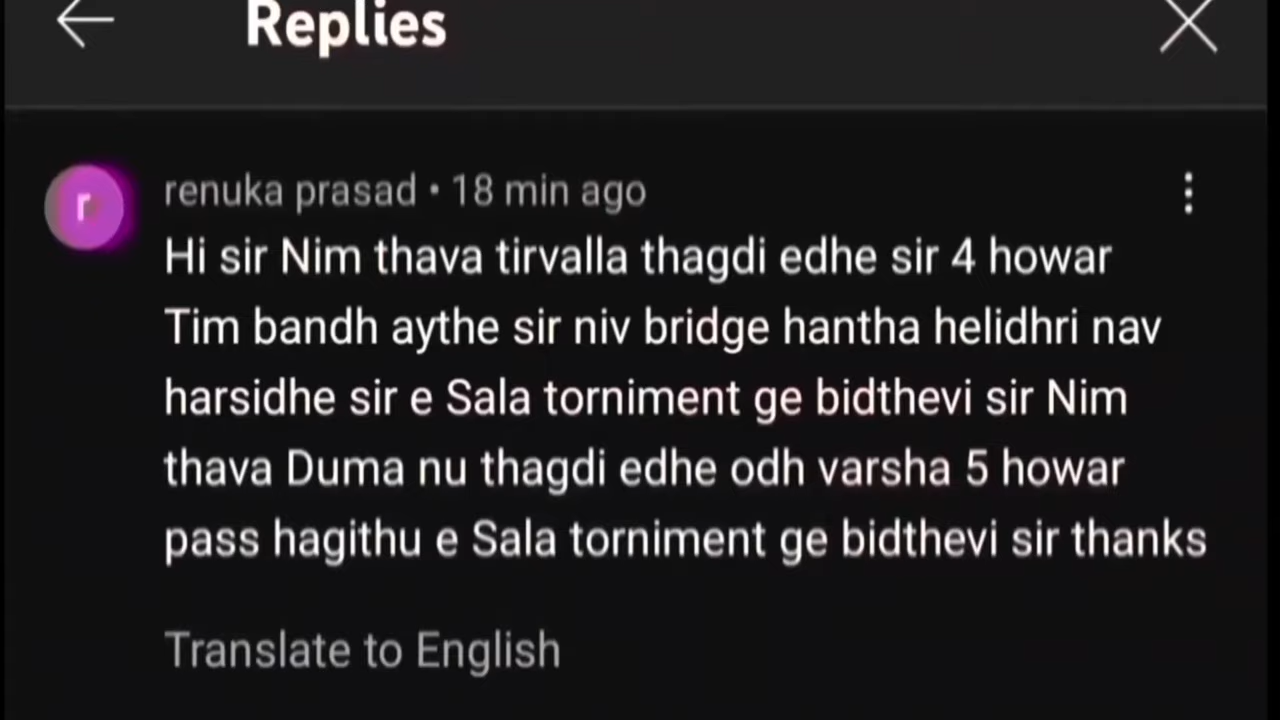 Replies
r
renuka prasad • 18 min ago
Hi sir Nim thava tirvalla thagdi edhe sir 4 howar
Tim bandh aythe sir niv bridge hantha helidhri nav
harsidhe sir e Sala torniment ge bidthevi sir Nim
thava Duma nu thagdi edhe odh varsha 5 howar
pass hagithu e Sala torniment ge bidthevi sir thanks
Translate to English